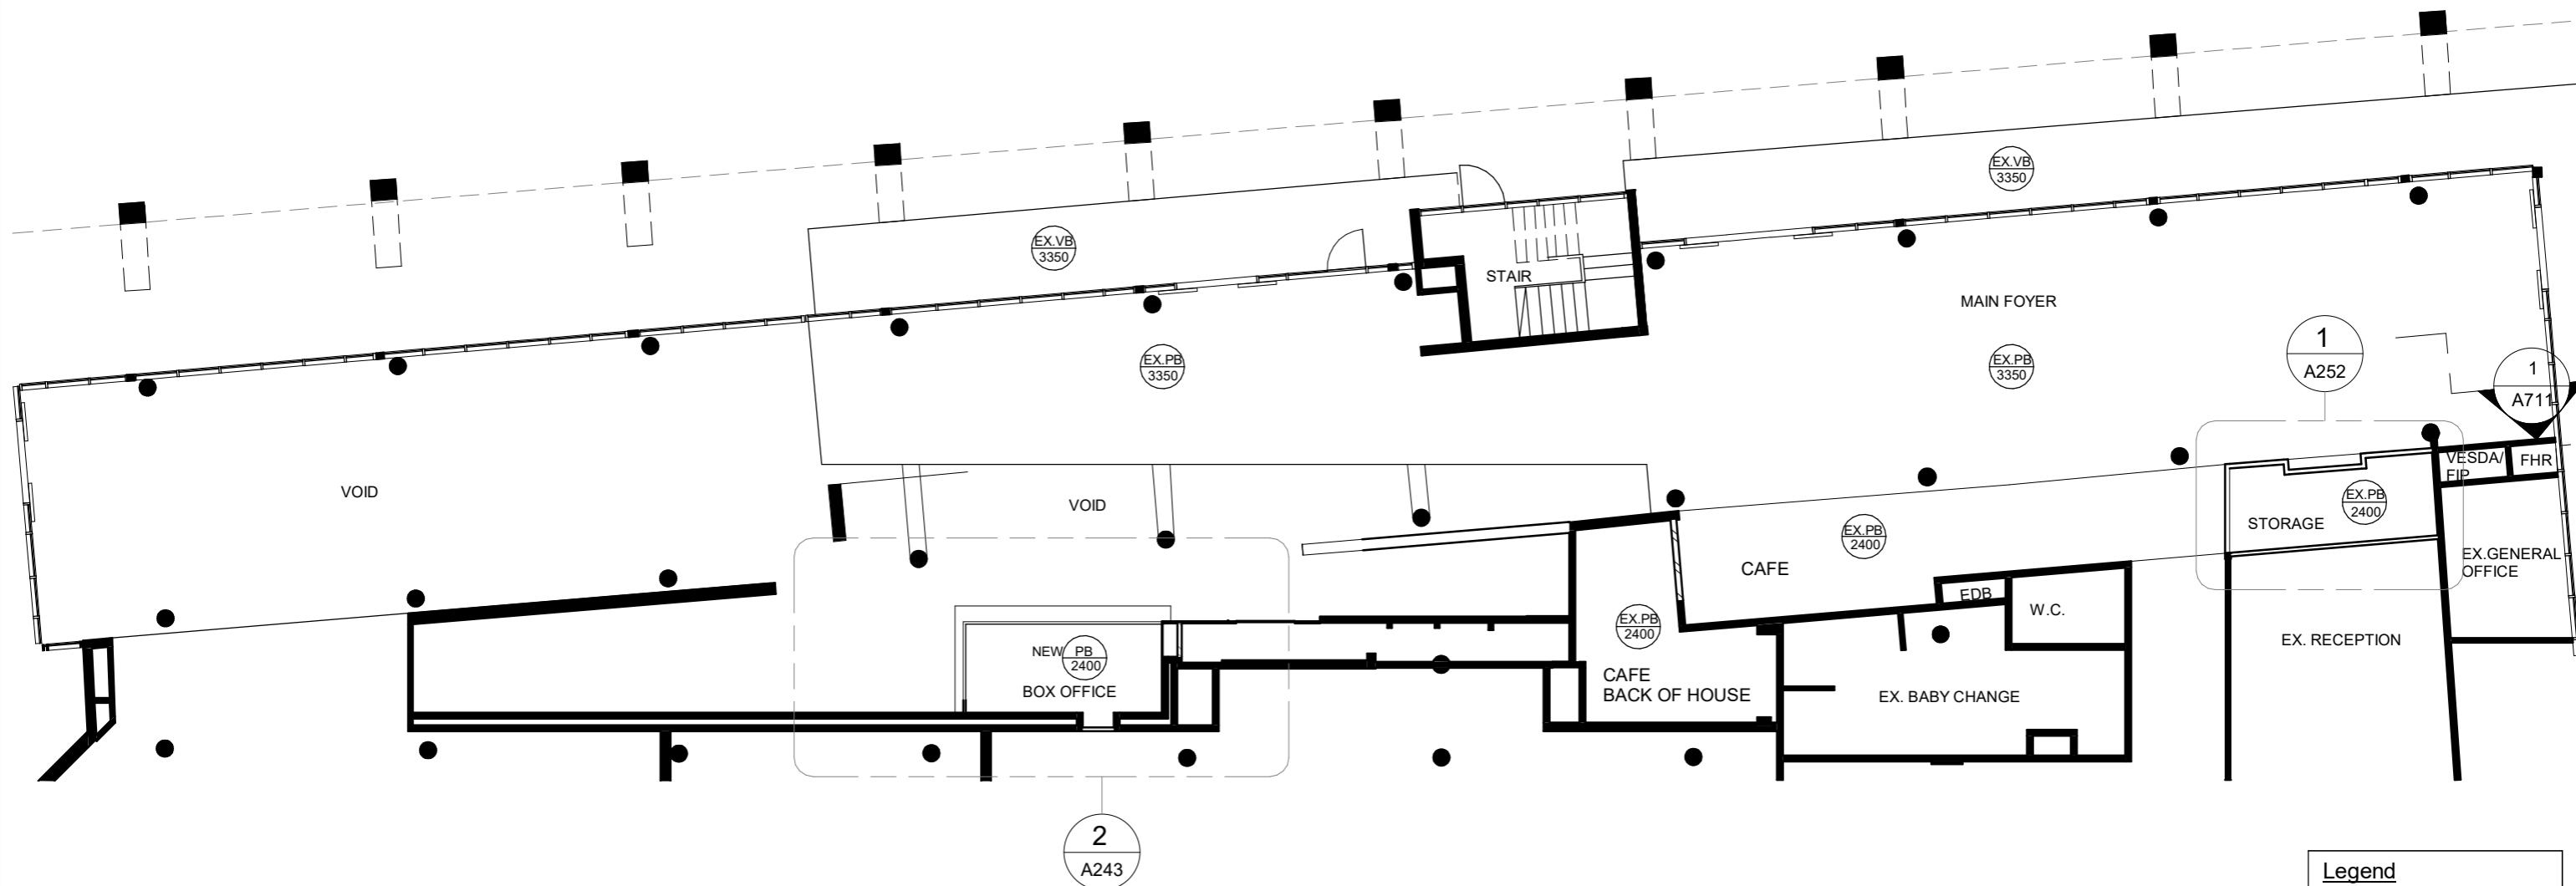 EX.VB
3350
EX.VB
3350
STAIR
MAIN FOYER
EX.PB
3350
EX.PB
3350
1
A252
1
A711
VOID
VOID
VESDA/
FIP
FHR
EX.PB
2400
STORAGE
EX.PB
2400
CAFE
EX.GENERAL
OFFICE
EDB
W.C.
EX.PB
2400
EX. RECEPTION
NEW
PB
2400
BOX OFFICE
CAFE
BACK OF HOUSE
EX. BABY CHANGE
2
A243
Legend